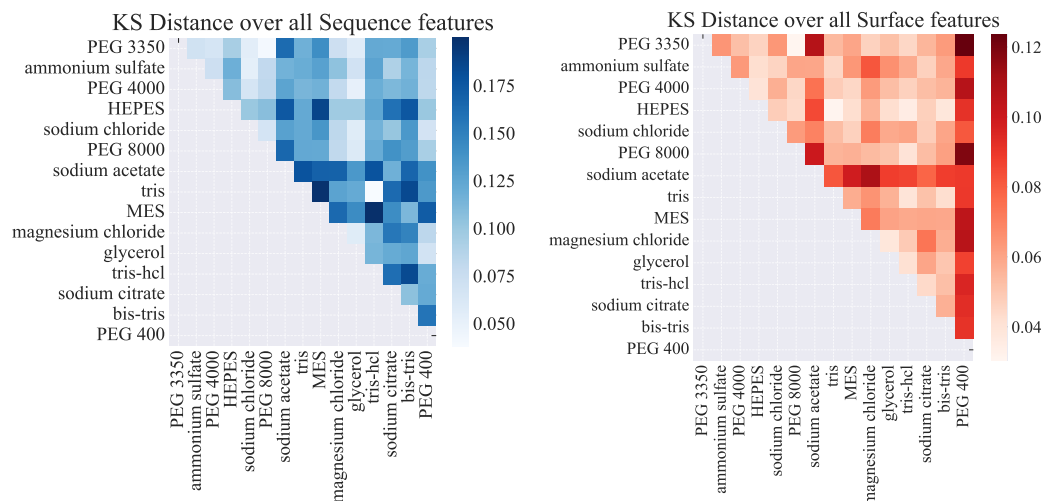 KS Distance over all Sequence features
PEG 3350
ammonium sulfate
PEG 4000
HEPES
sodium chloride
PEG 8000
sodium acetate
tris
MES
magnesium chloride
glycerol
tris-hcl
sodium citrate
bis-tris
PEG 400
PEG 3350
ammonium sulfate
PEG 4000
HEPES
sodium chloride
PEG 8000
sodium acetate
tris
MES
magnesium chloride
glycerol
tris-hcl
sodium citrate
bis-tris
PEG 400
0.175
0.150
0.125
0.100
0.075
0.050
KS Distance over all Surface features
PEG 3350
ammonium sulfate
PEG 4000
HEPES
sodium chloride
PEG 8000
sodium acetate
tris
MES
magnesium chloride
glycerol
tris-hcl
sodium citrate
bis-tris
PEG 400
PEG 3350
ammonium sulfate
PEG 4000
HEPES
sodium chloride
PEG 8000
sodium acetate
tris
MES
magnesium chloride
glycerol
tris-hcl
sodium citrate
bis-tris
PEG 400
0.12
0.10
0.08
0.06
0.04